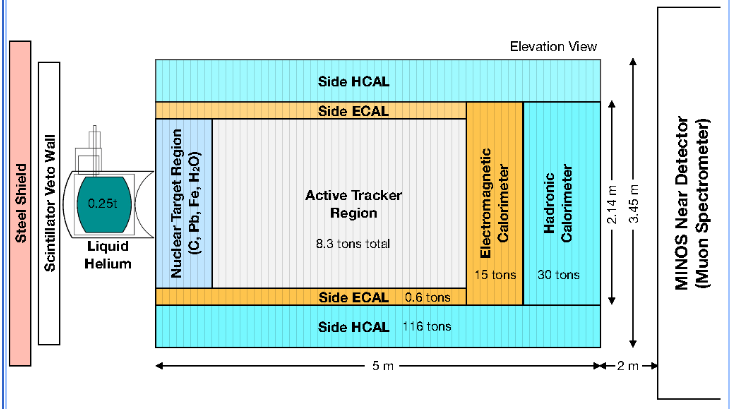 Elevation View
Steel Shield
Scintillator Veto Wall
0.25t
Liquid
Helium
Side HCAL
Side ECAL
Nuclear Target Region
(C, Pb, Fe, H₂O)
Active Tracker
Region
8.3 tons total
Electromagnetic
Calorimeter
15 tons
Hadronic
Calorimeter
30 tons
Side ECAL 0.6 tons
Side HCAL 116 tons
2.14 m
3.45 m
5 m
2 m
MINOS Near Detector
(Muon Spectrometer)